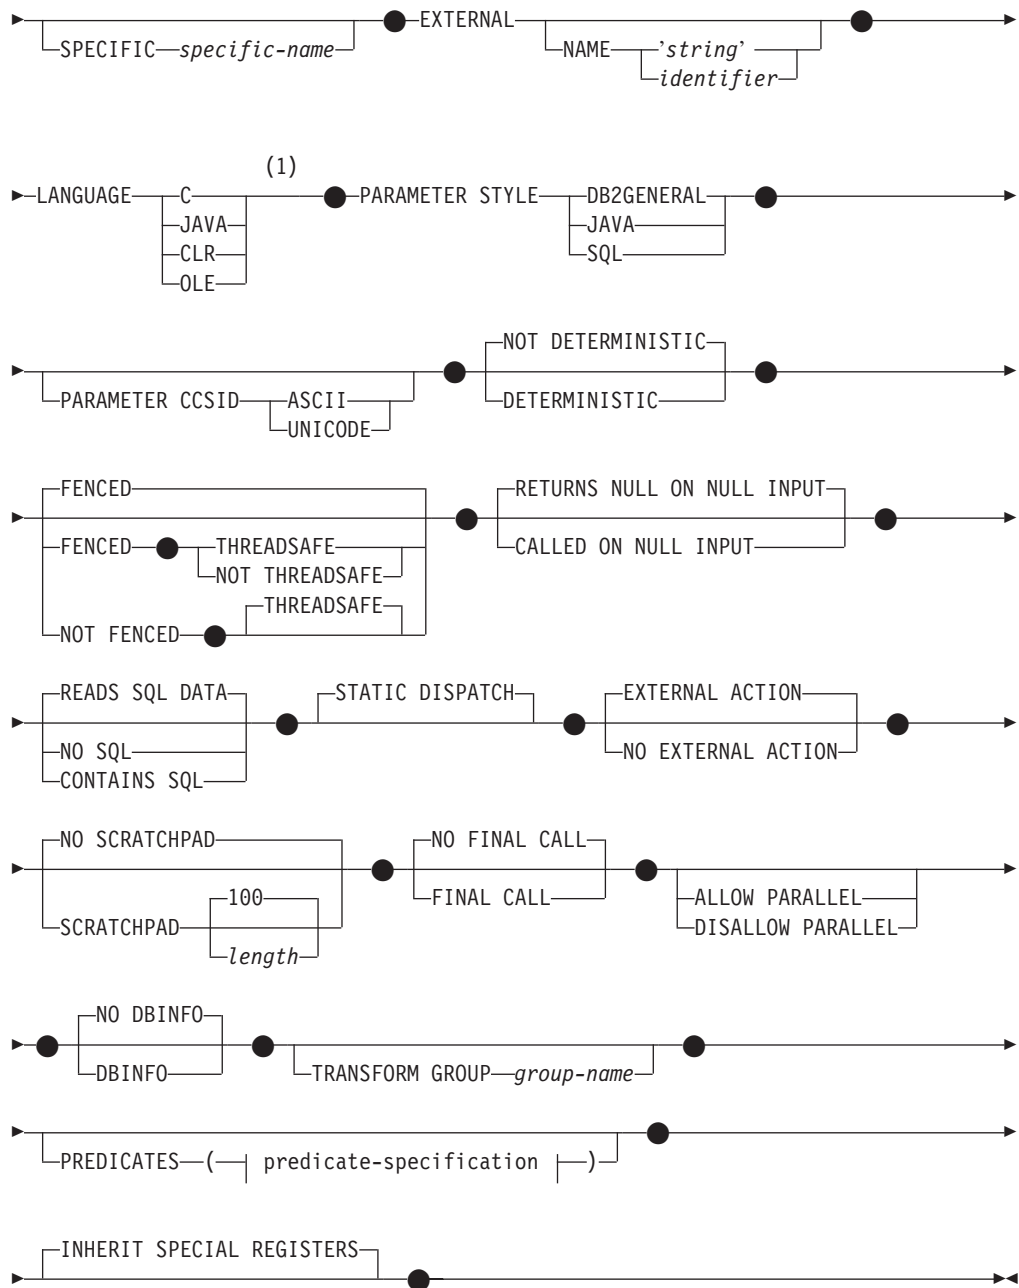 EXTERNAL
SPECIFIC specific-name NAME 'string'
identifier
(1)
LANGUAGE C PARAMETER STYLE DB2GENERAL
JAVA JAVA
CLR SQL
OLE
NOT DETERMINISTIC
PARAMETER CCSID ASCII DETERMINISTIC
UNICODE
FENCED RETURNS NULL ON NULL INPUT
FENCED THREADSAFE CALLED ON NULL INPUT
NOT THREADSAFE
THREADSAFE
NOT FENCED
READS SQL DATA STATIC DISPATCH EXTERNAL ACTION
NO SQL NO EXTERNAL ACTION
CONTAINS SQL
NO SCRATCHPAD NO FINAL CALL
100 FINAL CALL ALLOW PARALLEL
SCRATCHPAD DISALLOW PARALLEL
length
NO DBINFO
DBINFO TRANSFORM GROUP group-name
PREDICATES ( predicate-specification )
INHERIT SPECIAL REGISTERS